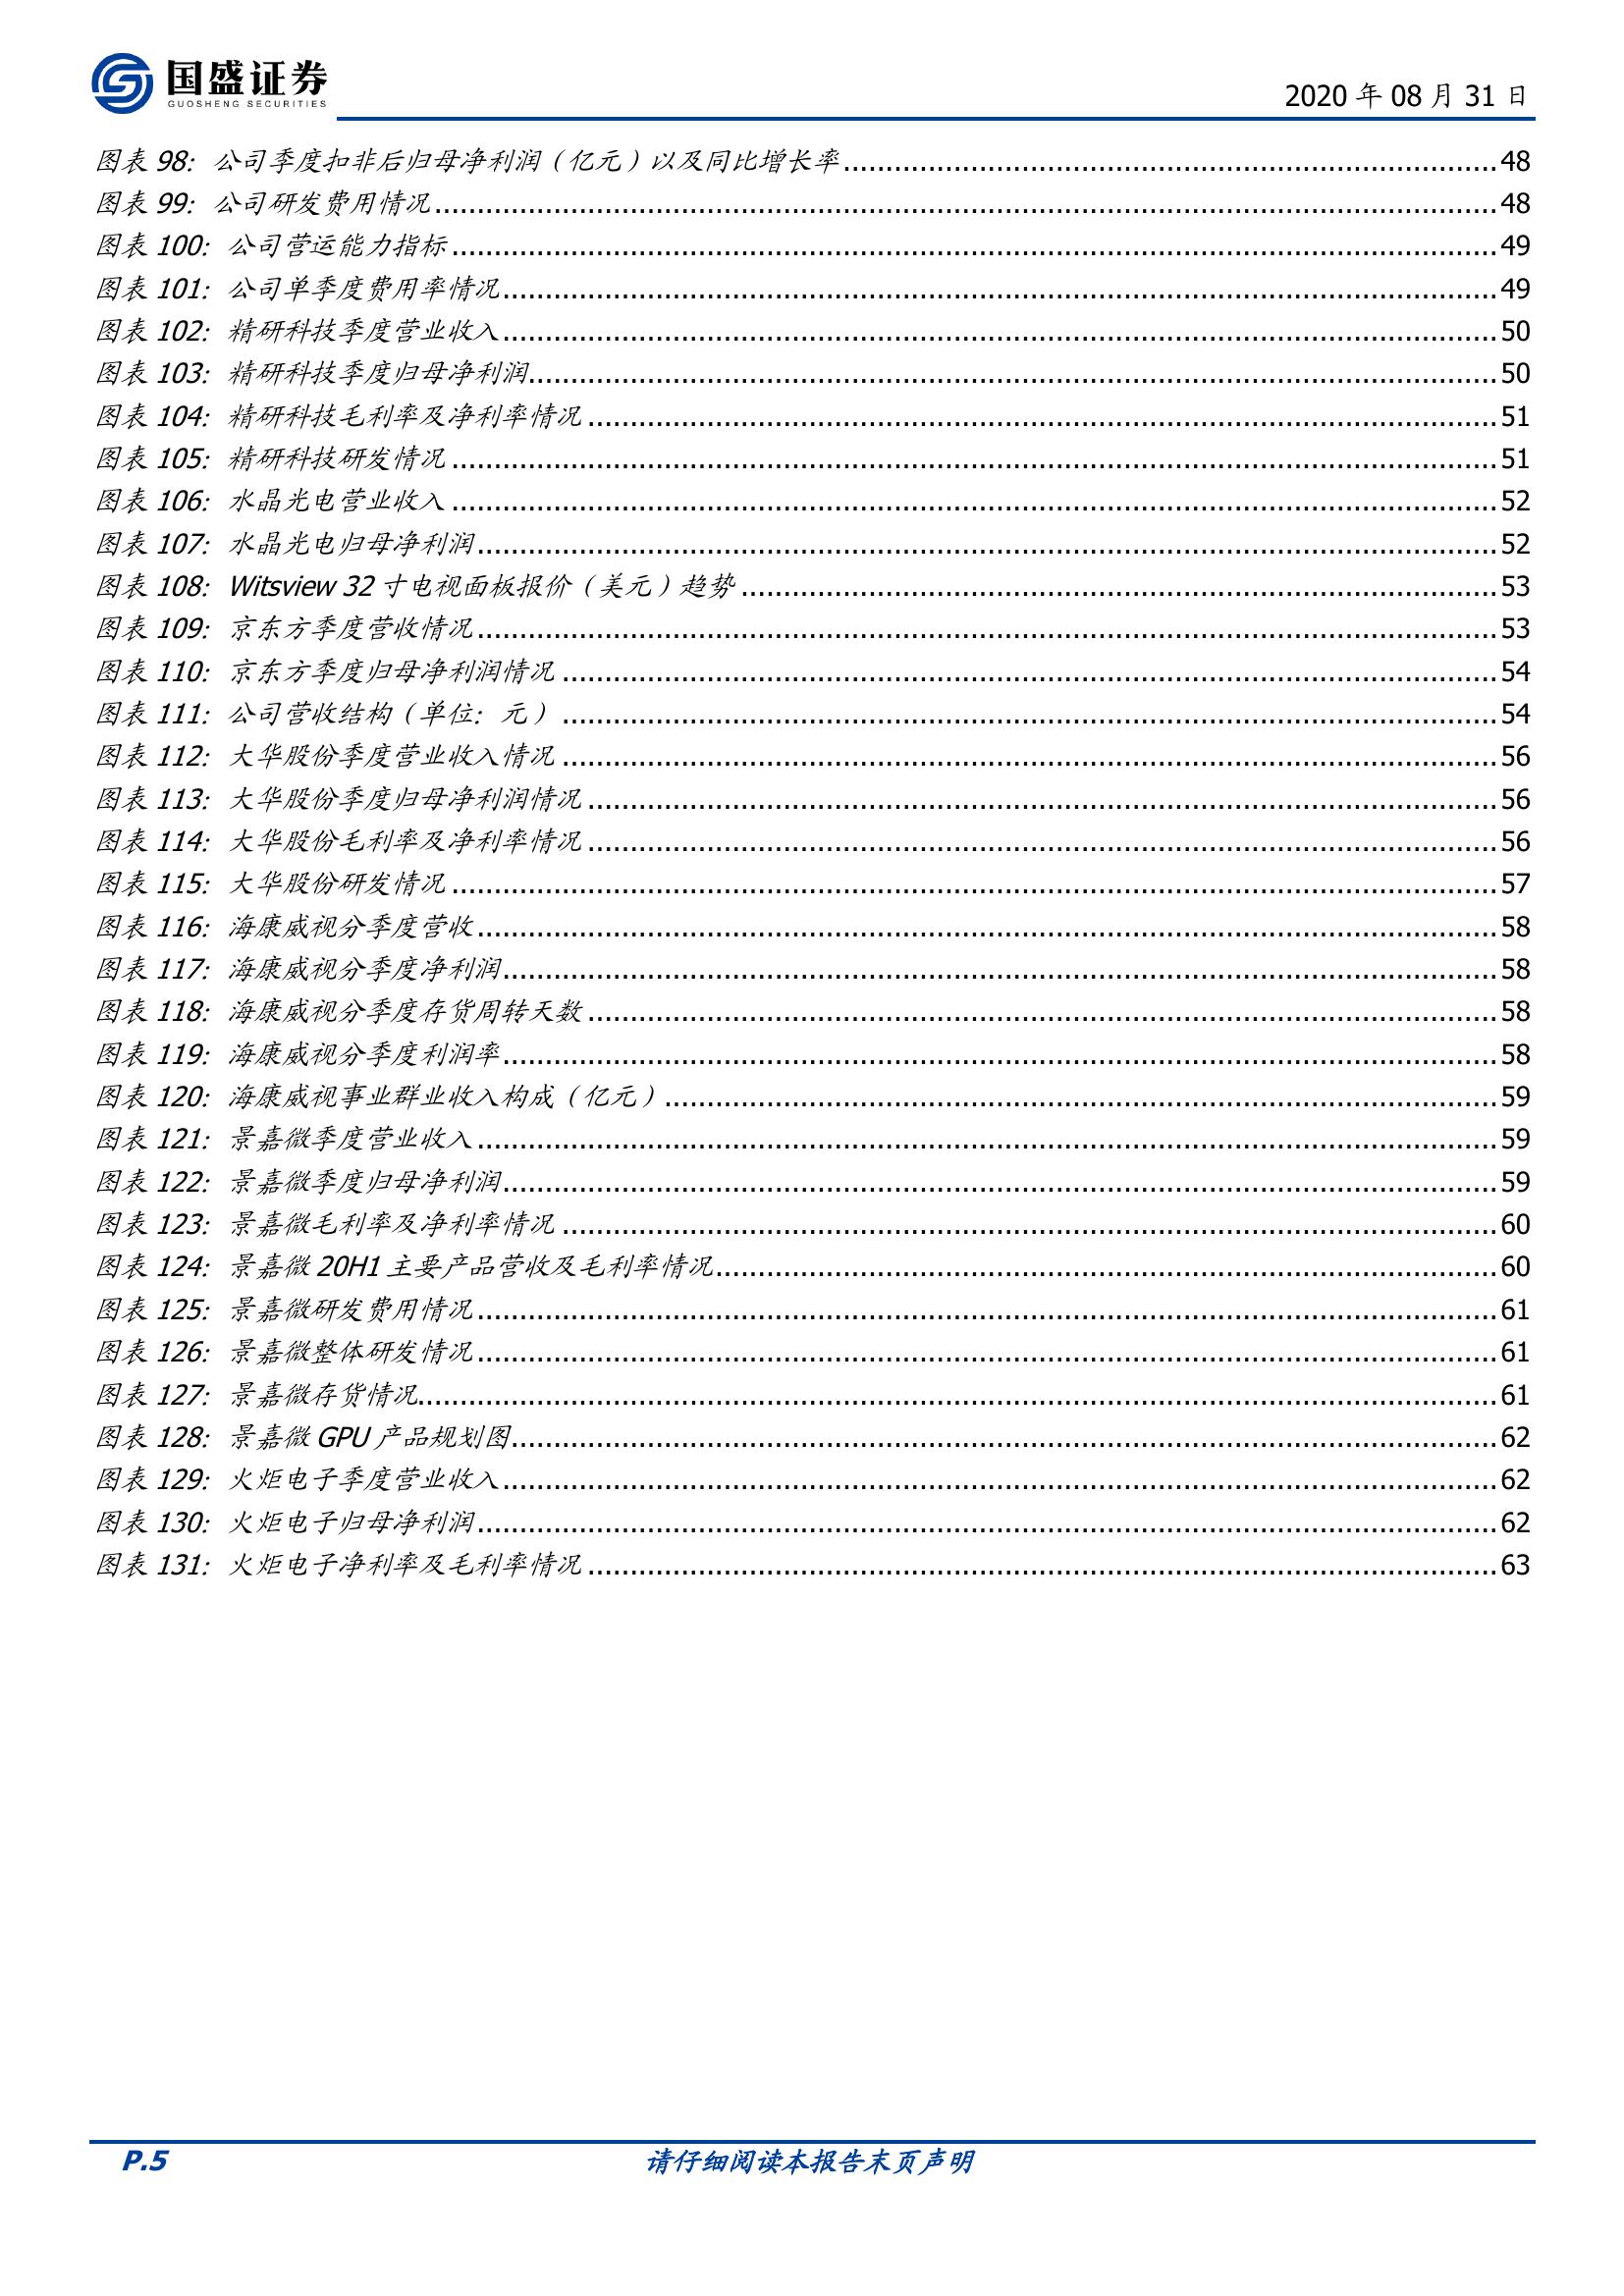 国盛证券
GUOSHENG SECURITIES
2020 年 08 月 31 日
图表 98: 公司季度扣非后归母净利润（亿元）以及同比增长率 48
图表 99: 公司研发费用情况 48
图表 100: 公司营运能力指标 49
图表 101: 公司单季度费用率情况 49
图表 102: 精研科技季度营业收入 50
图表 103: 精研科技季度归母净利润 50
图表 104: 精研科技毛利率及净利率情况 51
图表 105: 精研科技研发情况 51
图表 106: 水晶光电营业收入 52
图表 107: 水晶光电归母净利润 52
图表 108: Witsview 32 寸电视面板报价（美元）趋势 53
图表 109: 京东方季度营收情况 53
图表 110: 京东方季度归母净利润情况 54
图表 111: 公司营收结构（单位: 元） 54
图表 112: 大华股份季度营业收入情况 56
图表 113: 大华股份季度归母净利润情况 56
图表 114: 大华股份毛利率及净利率情况 56
图表 115: 大华股份研发情况 57
图表 116: 海康威视分季度营收 58
图表 117: 海康威视分季度净利润 58
图表 118: 海康威视分季度存货周转天数 58
图表 119: 海康威视分季度利润率 58
图表 120: 海康威视事业群业收入构成（亿元） 59
图表 121: 景嘉微季度营业收入 59
图表 122: 景嘉微季度归母净利润 59
图表 123: 景嘉微毛利率及净利率情况 60
图表 124: 景嘉微 20H1 主要产品营收及毛利率情况 60
图表 125: 景嘉微研发费用情况 61
图表 126: 景嘉微整体研发情况 61
图表 127: 景嘉微存货情况 61
图表 128: 景嘉微 GPU 产品规划图 62
图表 129: 火炬电子季度营业收入 62
图表 130: 火炬电子归母净利润 62
图表 131: 火炬电子净利率及毛利率情况 63
P.5
请仔细阅读本报告末页声明